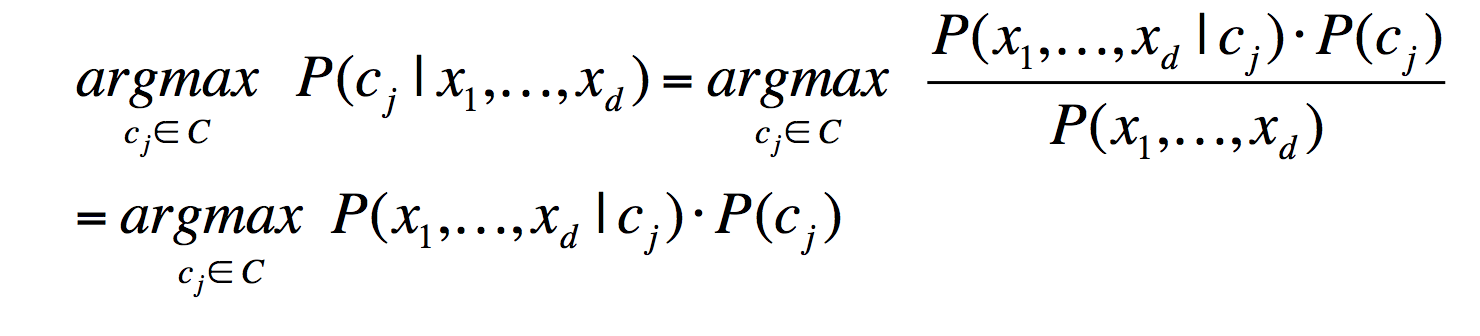 argmax P(c_j | x_1,…,x_d) = argmax \frac{P(x_1,…,x_d | c_j)·P(c_j)}{P(x_1,…,x_d)}
c_j∈C c_j∈C
= argmax P(x_1,…,x_d | c_j)·P(c_j)
c_j∈C